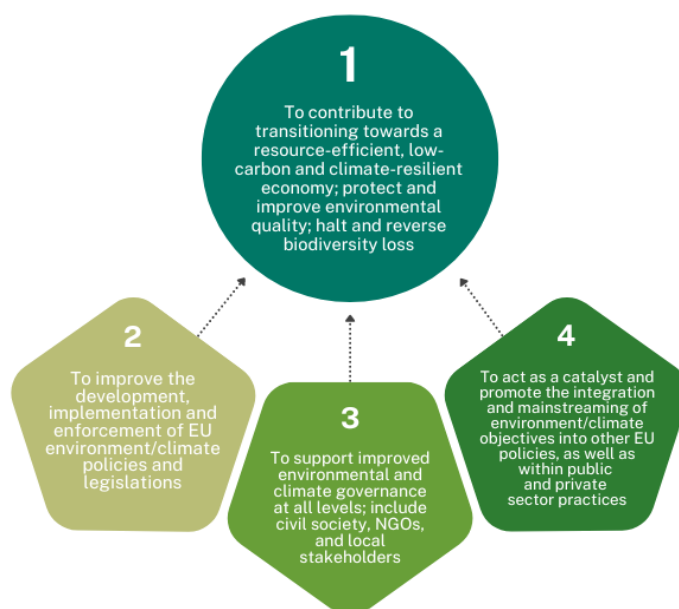 1
To contribute to
transitioning towards a
resource-efficient, low-
carbon and climate-resilient
economy; protect and
improve environmental
quality; halt and reverse
biodiversity loss
2
To improve the
development,
implementation and
enforcement of EU
environment/climate
policies and
legislations
3
To support improved
environmental and
climate governance
at all levels; include
civil society, NGOs,
and local
stakeholders
4
To act as a catalyst and
promote the integration
and mainstreaming of
environment/climate
objectives into other EU
policies, as well as
within public
and private
sector practices